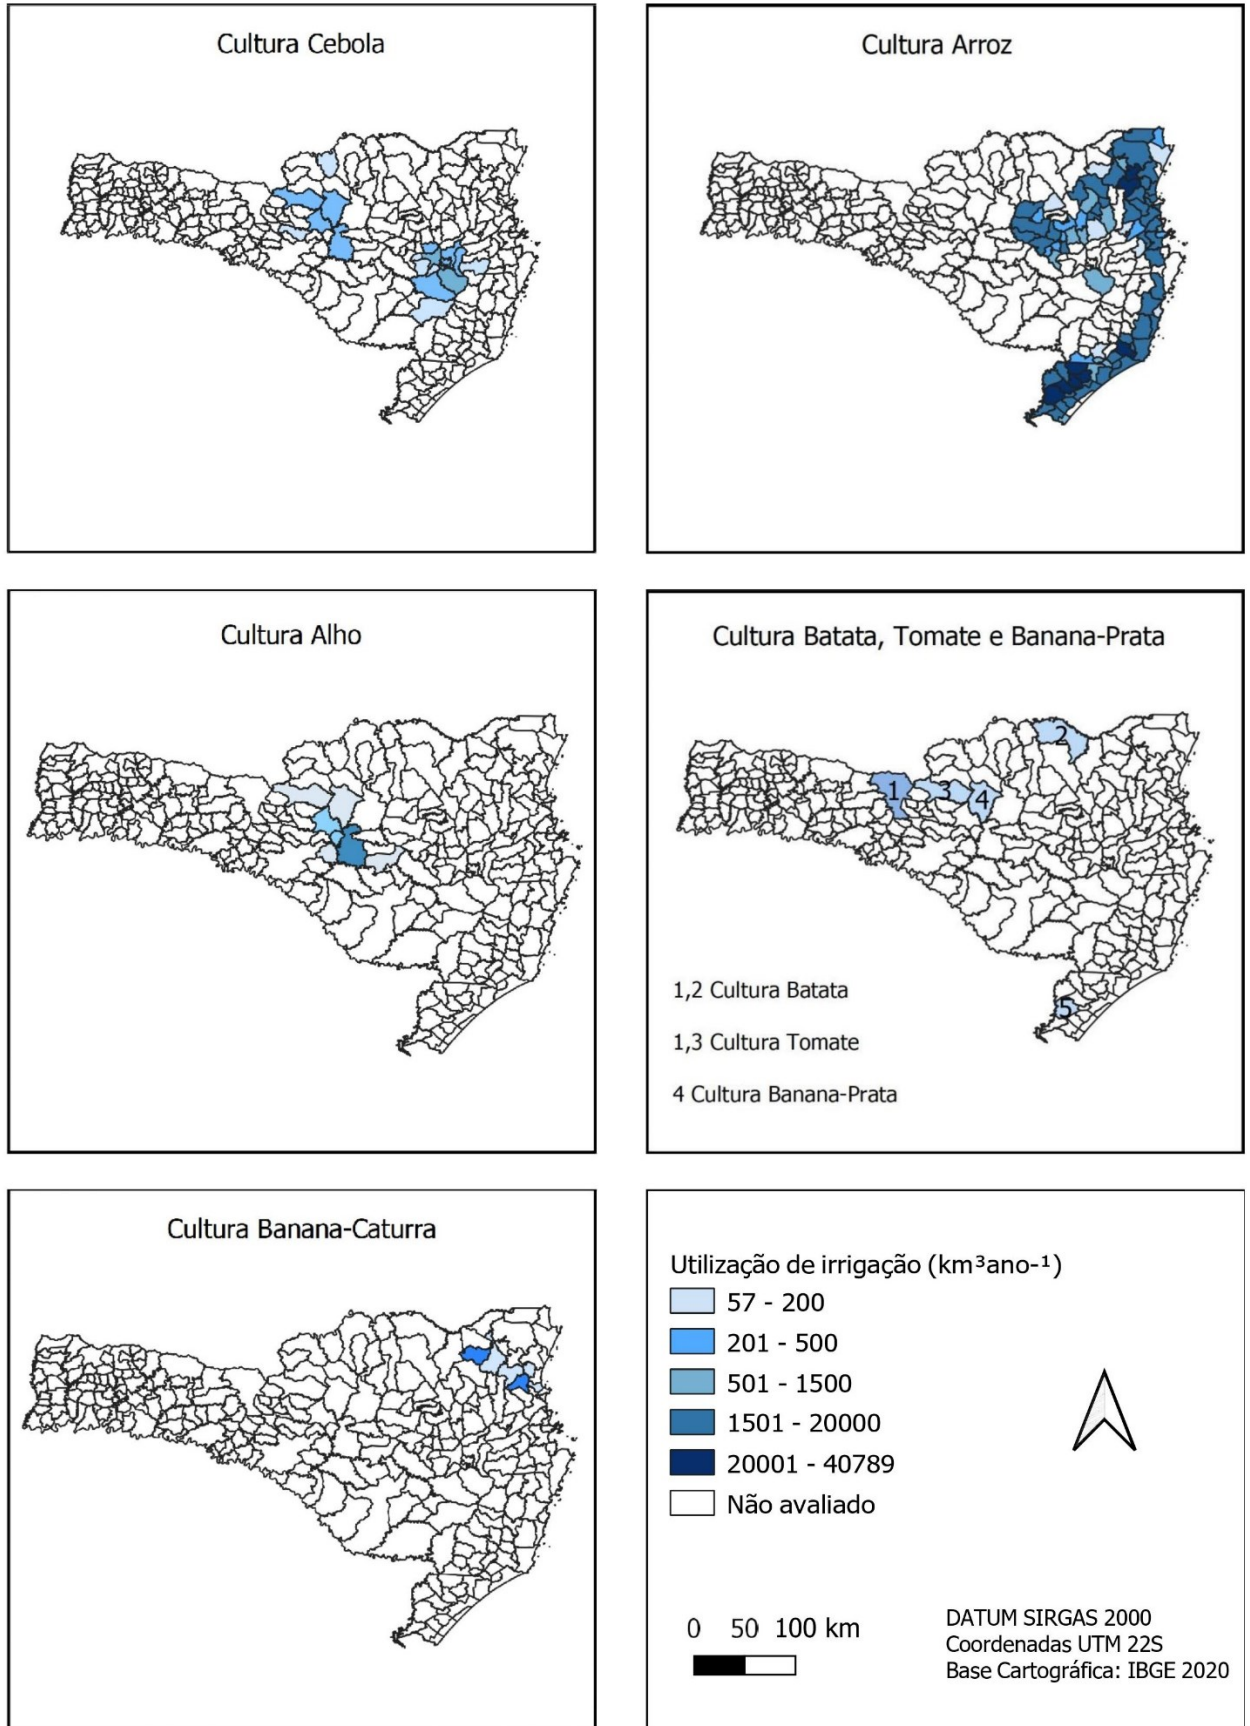 Cultura Cebola
Cultura Arroz
Cultura Alho
Cultura Batata, Tomate e Banana-Prata
1
2
3
4
5
1,2 Cultura Batata
1,3 Cultura Tomate
4 Cultura Banana-Prata
Cultura Banana-Caturra
Utilização de irrigação (km³ano-¹)
57 - 200
201 - 500
501 - 1500
1501 - 20000
20001 - 40789
Não avaliado
0 50 100 km
DATUM SIRGAS 2000
Coordenadas UTM 22S
Base Cartográfica: IBGE 2020